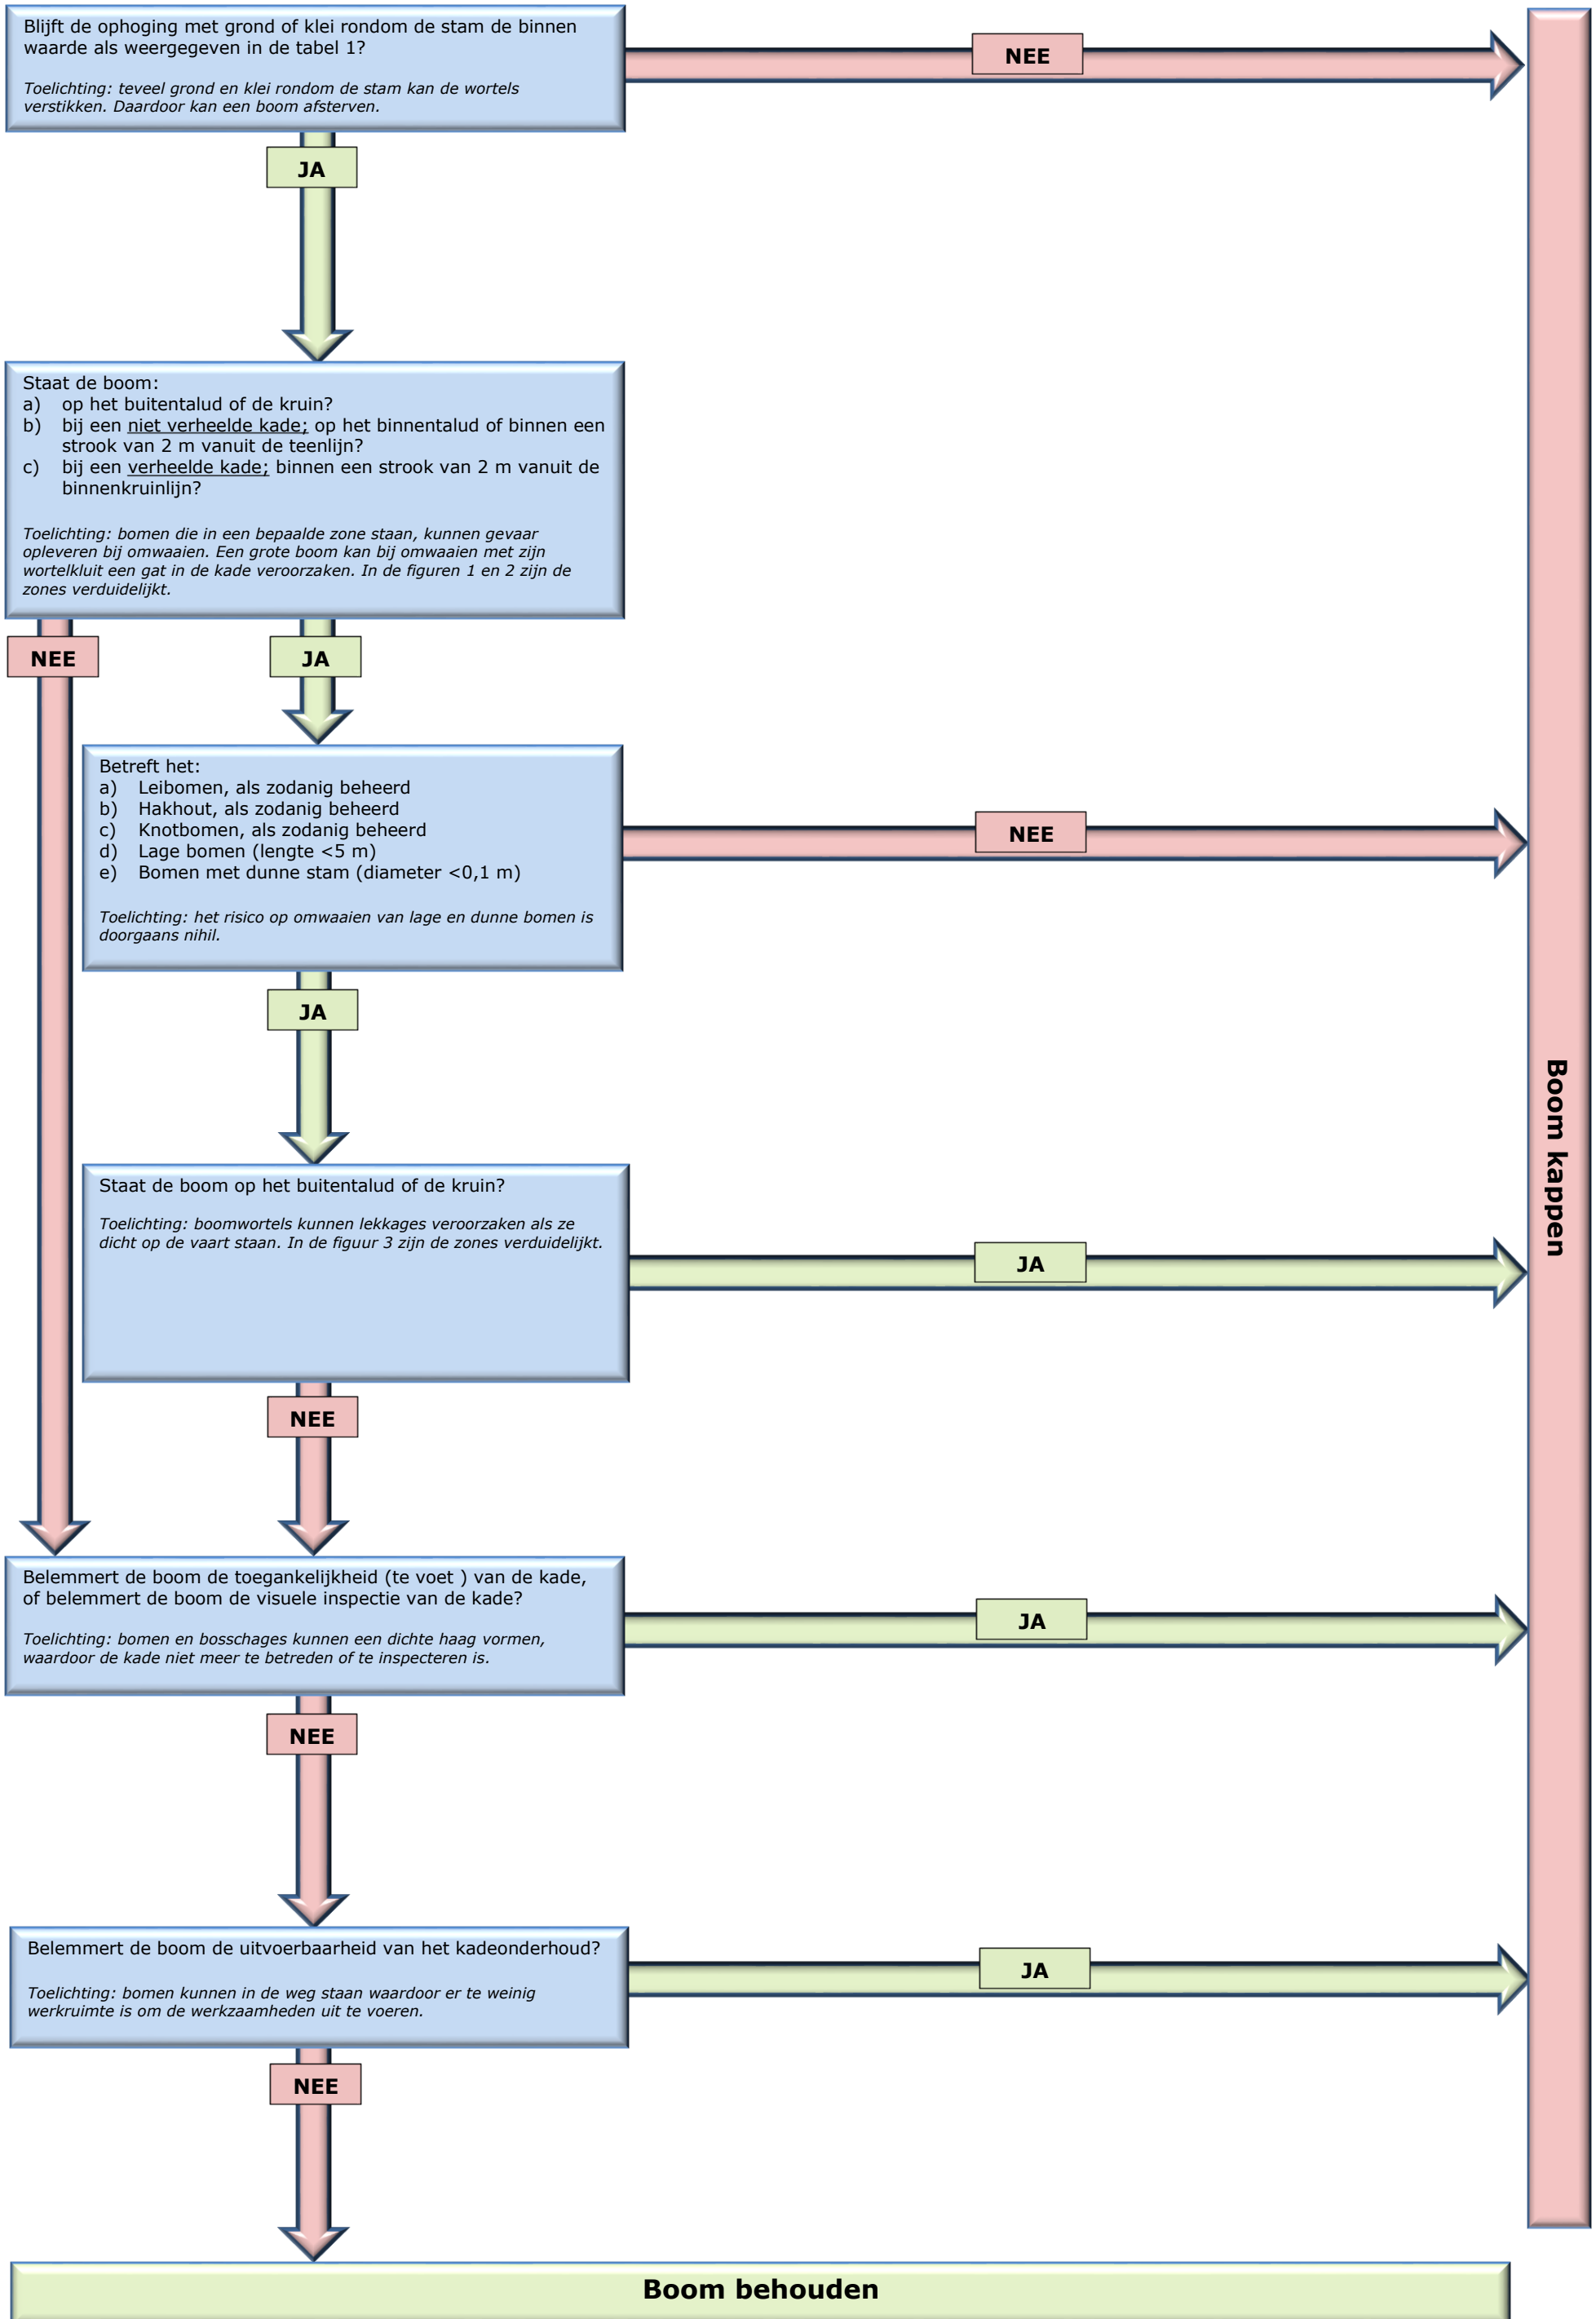 Blijft de ophoging met grond of klei rondom de stam de binnen
waarde als weergegeven in de tabel 1?
Toelichting: teveel grond en klei rondom de stam kan de wortels
verstikken. Daardoor kan een boom afsterven.
NEE
JA
Staat de boom:
a) op het buitentalud of de kruin?
b) bij een niet verheelde kade; op het binnentalud of binnen een
strook van 2 m vanuit de teenlijn?
c) bij een verheelde kade; binnen een strook van 2 m vanuit de
binnenkruinlijn?
Toelichting: bomen die in een bepaalde zone staan, kunnen gevaar
opleveren bij omwaaien. Een grote boom kan bij omwaaien met zijn
wortelkluit een gat in de kade veroorzaken. In de figuren 1 en 2 zijn de
zones verduidelijkt.
NEE
JA
Betreft het:
a) Leibomen, als zodanig beheerd
b) Hakhout, als zodanig beheerd
c) Knotbomen, als zodanig beheerd
d) Lage bomen (lengte <5 m)
e) Bomen met dunne stam (diameter <0,1 m)
Toelichting: het risico op omwaaien van lage en dunne bomen is
doorgaans nihil.
NEE
JA
Staat de boom op het buitentalud of de kruin?
Toelichting: boomwortels kunnen lekkages veroorzaken als ze
dicht op de vaart staan. In de figuur 3 zijn de zones verduidelijkt.
JA
NEE
Belemmert de boom de toegankelijkheid (te voet ) van de kade,
of belemmert de boom de visuele inspectie van de kade?
Toelichting: bomen en bosschages kunnen een dichte haag vormen,
waardoor de kade niet meer te betreden of te inspecteren is.
JA
NEE
Belemmert de boom de uitvoerbaarheid van het kadeonderhoud?
Toelichting: bomen kunnen in de weg staan waardoor er te weinig
werkruimte is om de werkzaamheden uit te voeren.
JA
NEE
Boom kappen
Boom behouden